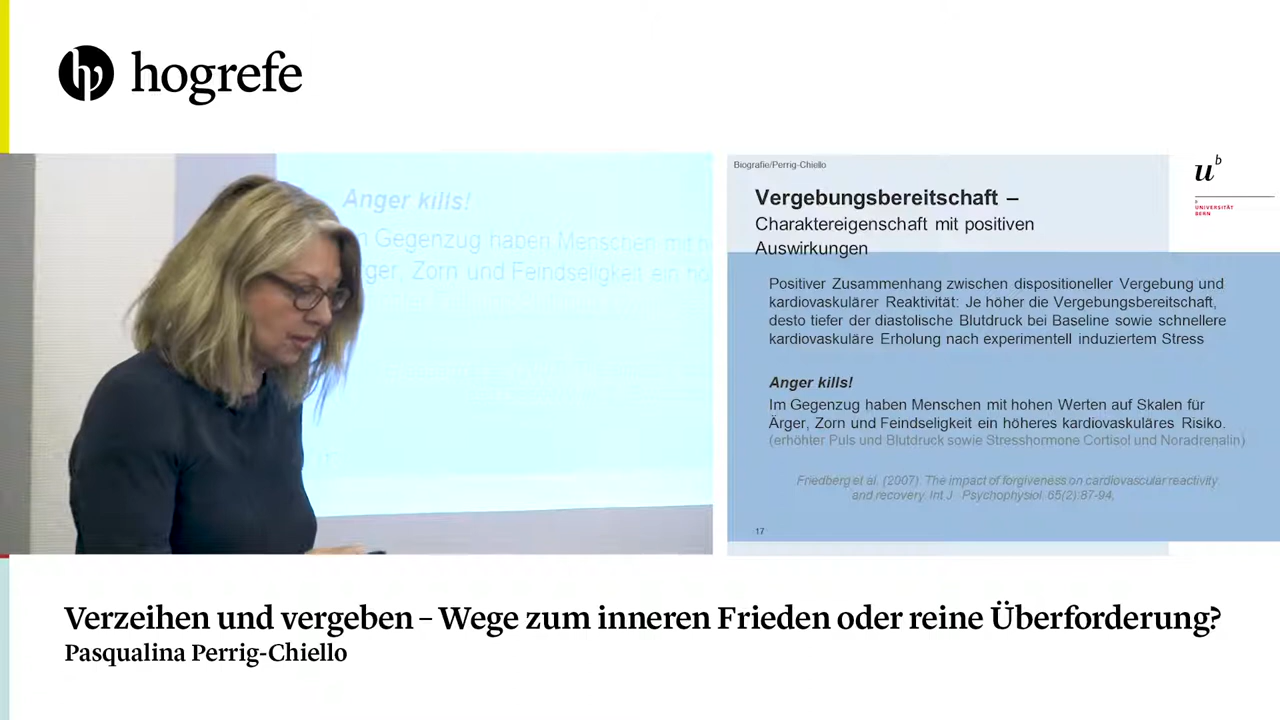 hogrefe
Anger kills!
Im Gegenzug haben Menschen mit h
rger, Zorn und Feindseligkeit ein hö
Biografie/Perrig-Chiello
Vergebungsbereitschaft –
Charaktereigenschaft mit positiven
Auswirkungen
u b
b
UNIVERSITÄT
BERN
Positiver Zusammenhang zwischen dispositioneller Vergebung und
kardiovaskulärer Reaktivität: Je höher die Vergebungsbereitschaft,
desto tiefer der diastolische Blutdruck bei Baseline sowie schnellere
kardiovaskuläre Erholung nach experimentell induziertem Stress
Anger kills!
Im Gegenzug haben Menschen mit hohen Werten auf Skalen für
Ärger, Zorn und Feindseligkeit ein höheres kardiovaskuläres Risiko.
(erhöhter Puls und Blutdruck sowie Stresshormone Cortisol und Noradrenalin)
Friedberg et al. (2007). The impact of forgiveness on cardiovascular reactivity
and recovery. Int J Psychophysiol. 65(2):87-94.
17
Verzeihen und vergeben – Wege zum inneren Frieden oder reine Überforderung?
Pasqualina Perrig-Chiello